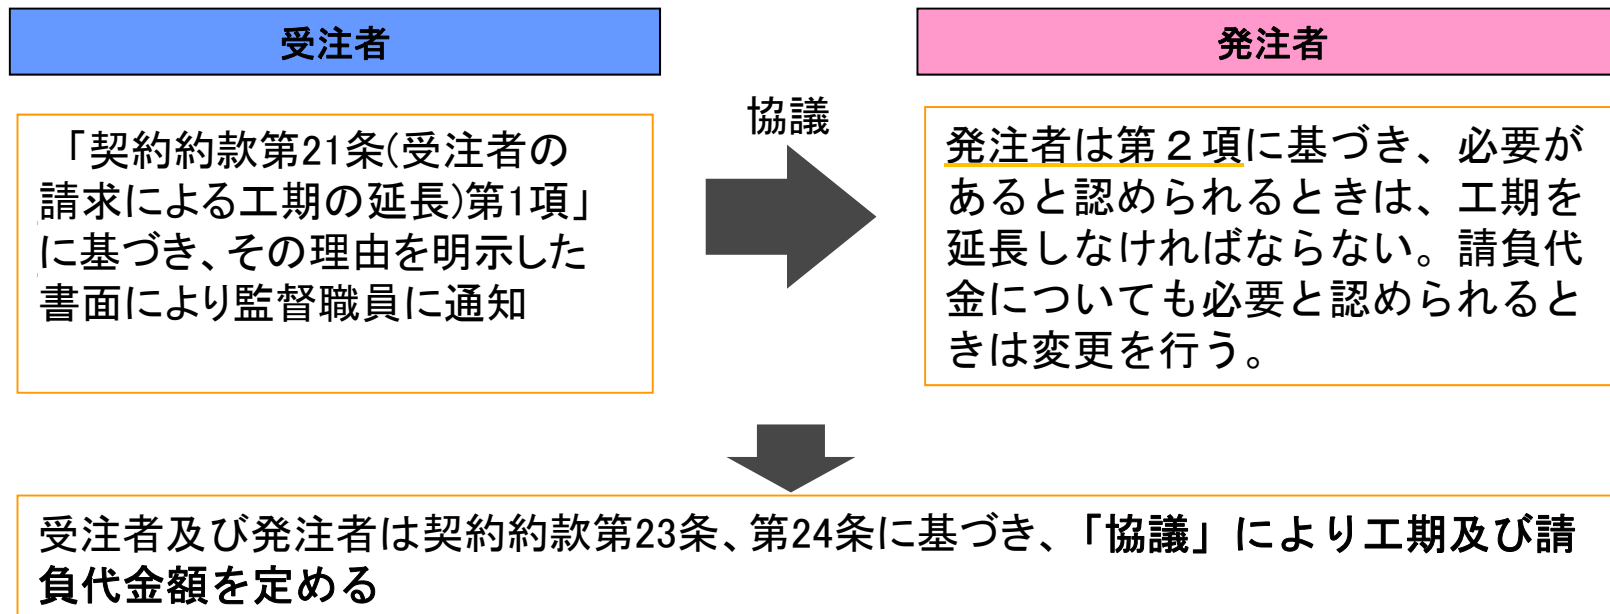 受注者
発注者
「契約約款第21条(受注者の
請求による工期の延長)第1項」
に基づき、その理由を明示した
書面により監督職員に通知
協議
発注者は第２項に基づき、必要が
あると認められるときは、工期を
延長しなければならない。請負代
金についても必要と認められると
きは変更を行う。
受注者及び発注者は契約約款第23条、第24条に基づき、「協議」により工期及び請
負代金額を定める